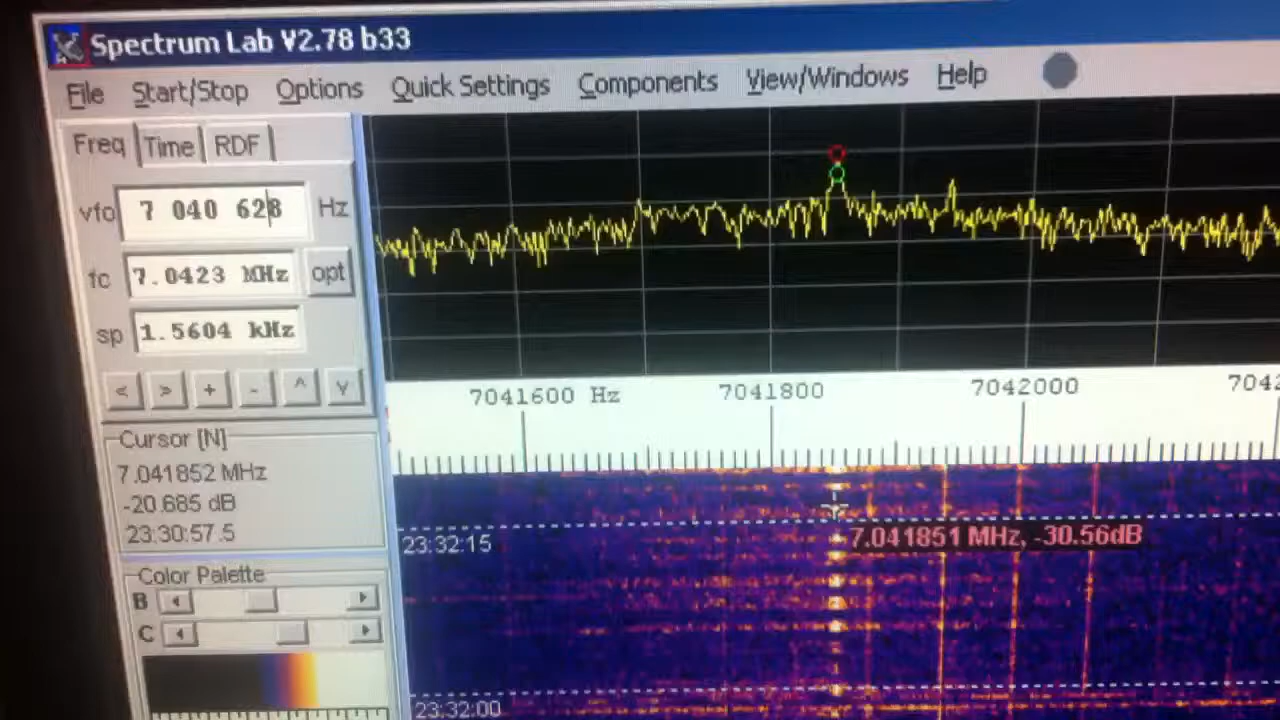 Spectrum Lab V2.78 b33
File Start/Stop Options Quick Settings Components View/Windows Help
Freq Time RDF
vfo 7 040 628 Hz
fc 7.0423 MHz opt
sp 1.5604 kHz
< > + - ^ v
7041600 Hz 7041800 7042000 7042
Cursor [N]
7.041852 MHz
-20.685 dB
23:30:57.5
23:32:15
7.041851 MHz, -30.56dB
Color Palette
B
C
23:32:00